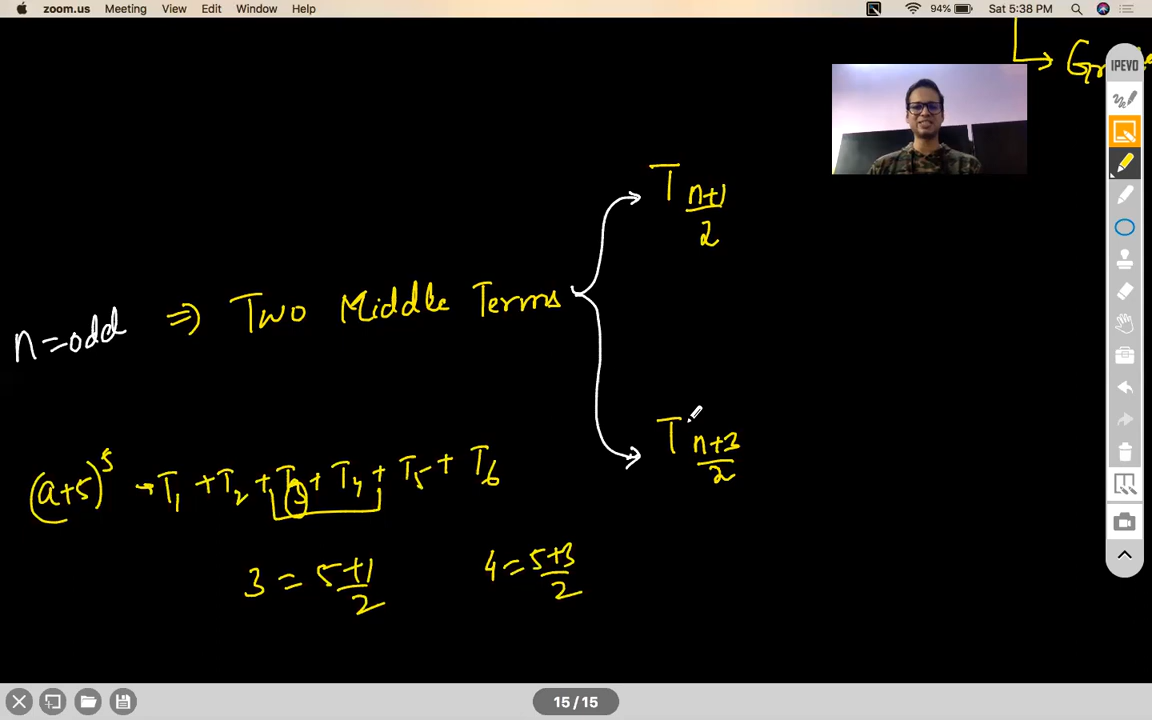 zoom.us Meeting View Edit Window Help 94% Sat 5:38 PM
IPEVO
T n+1/2
n=odd ⇒ Two Middle Terms
T n+3/2
(a+5)^5 → T1 + T2 + T3 + T4 + T5 + T6
3 = 5+1/2 4 = 5+3/2
15 / 15